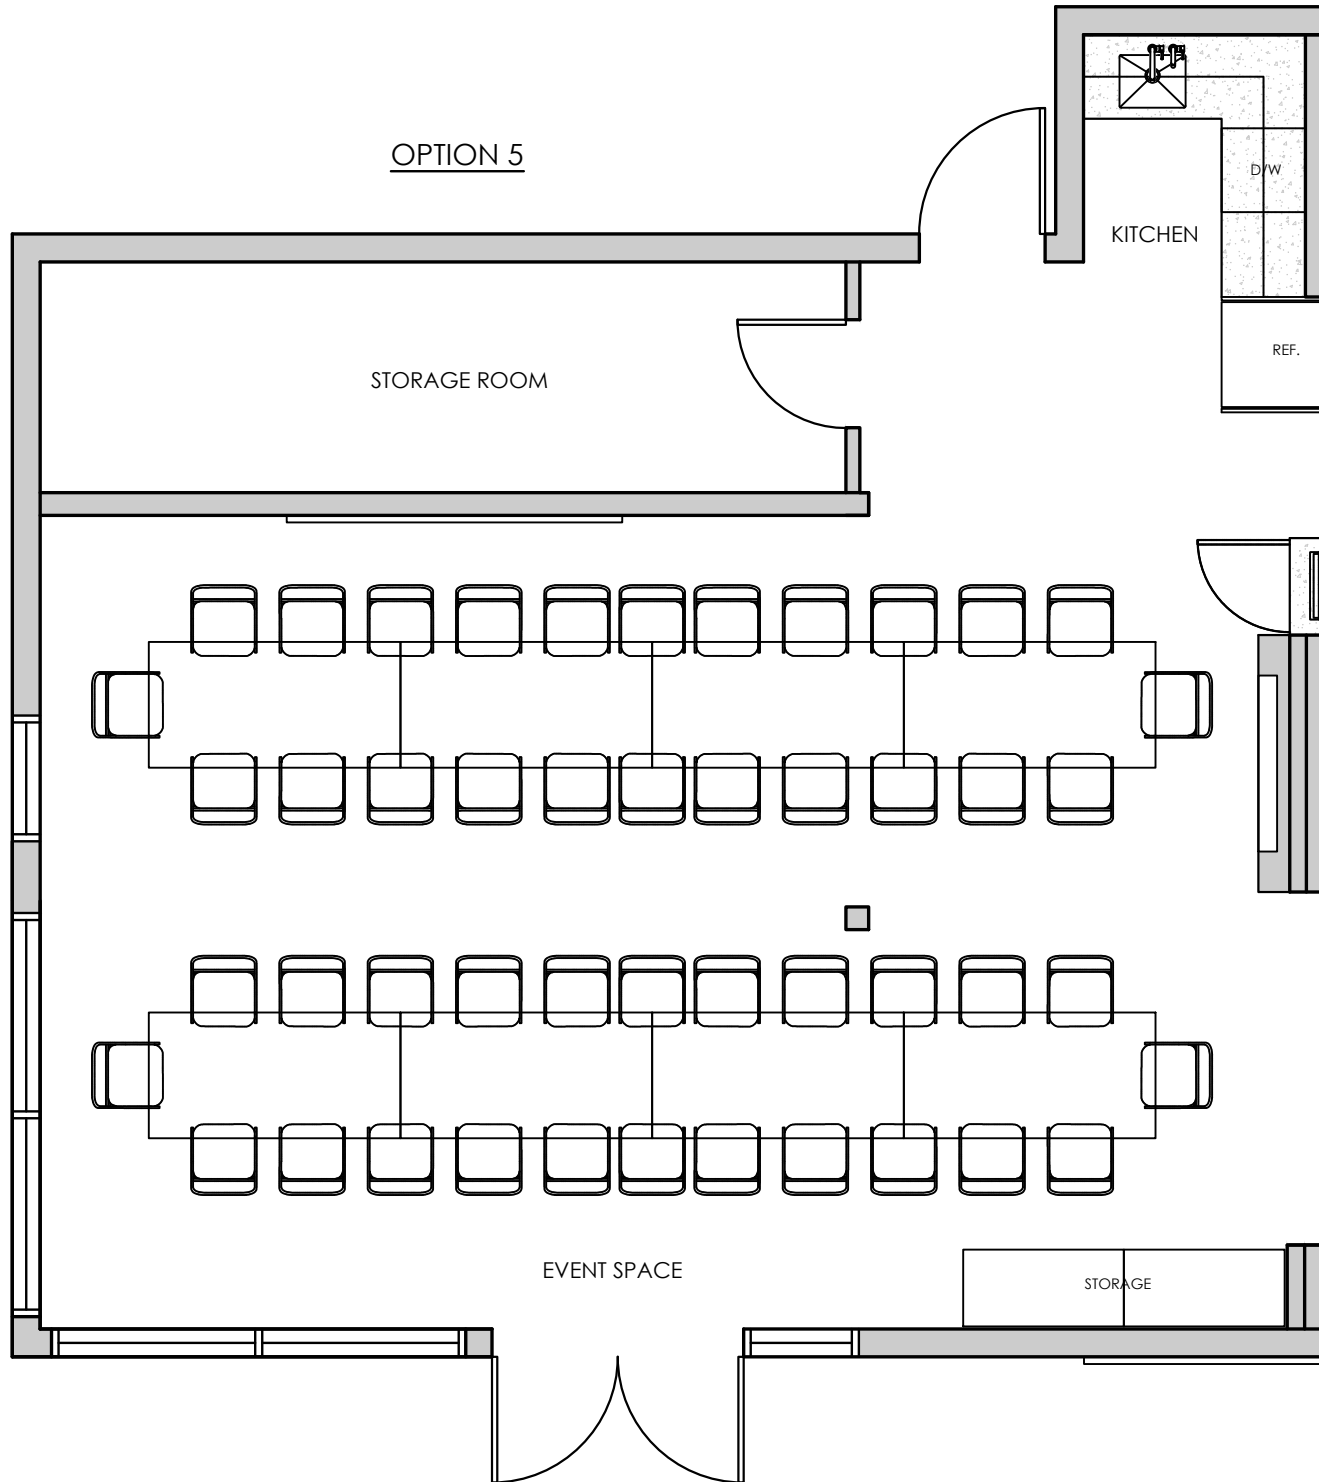 OPTION 5
D/W
KITCHEN
REF.
STORAGE ROOM
EVENT SPACE
STORAGE